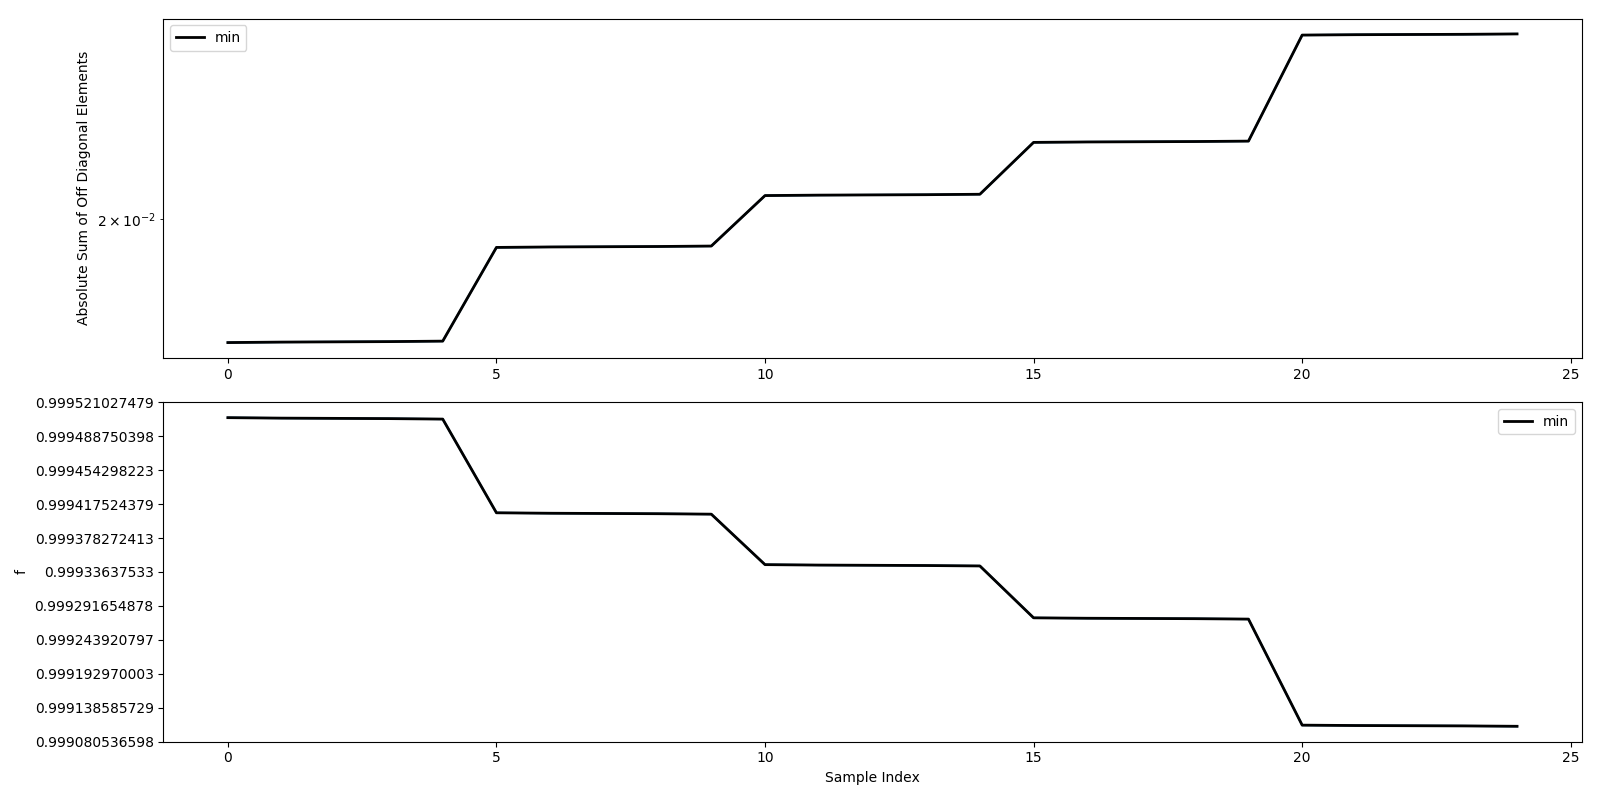 min
Absolute Sum of Off Diagonal Elements
2 × 10⁻²
0 5 10 15 20 25
min
f
0.999521027479
0.999488750398
0.999454298223
0.999417524379
0.999378272413
0.99933637533
0.999291654878
0.999243920797
0.999192970003
0.999138585729
0.999080536598
0 5 10 15 20 25
Sample Index